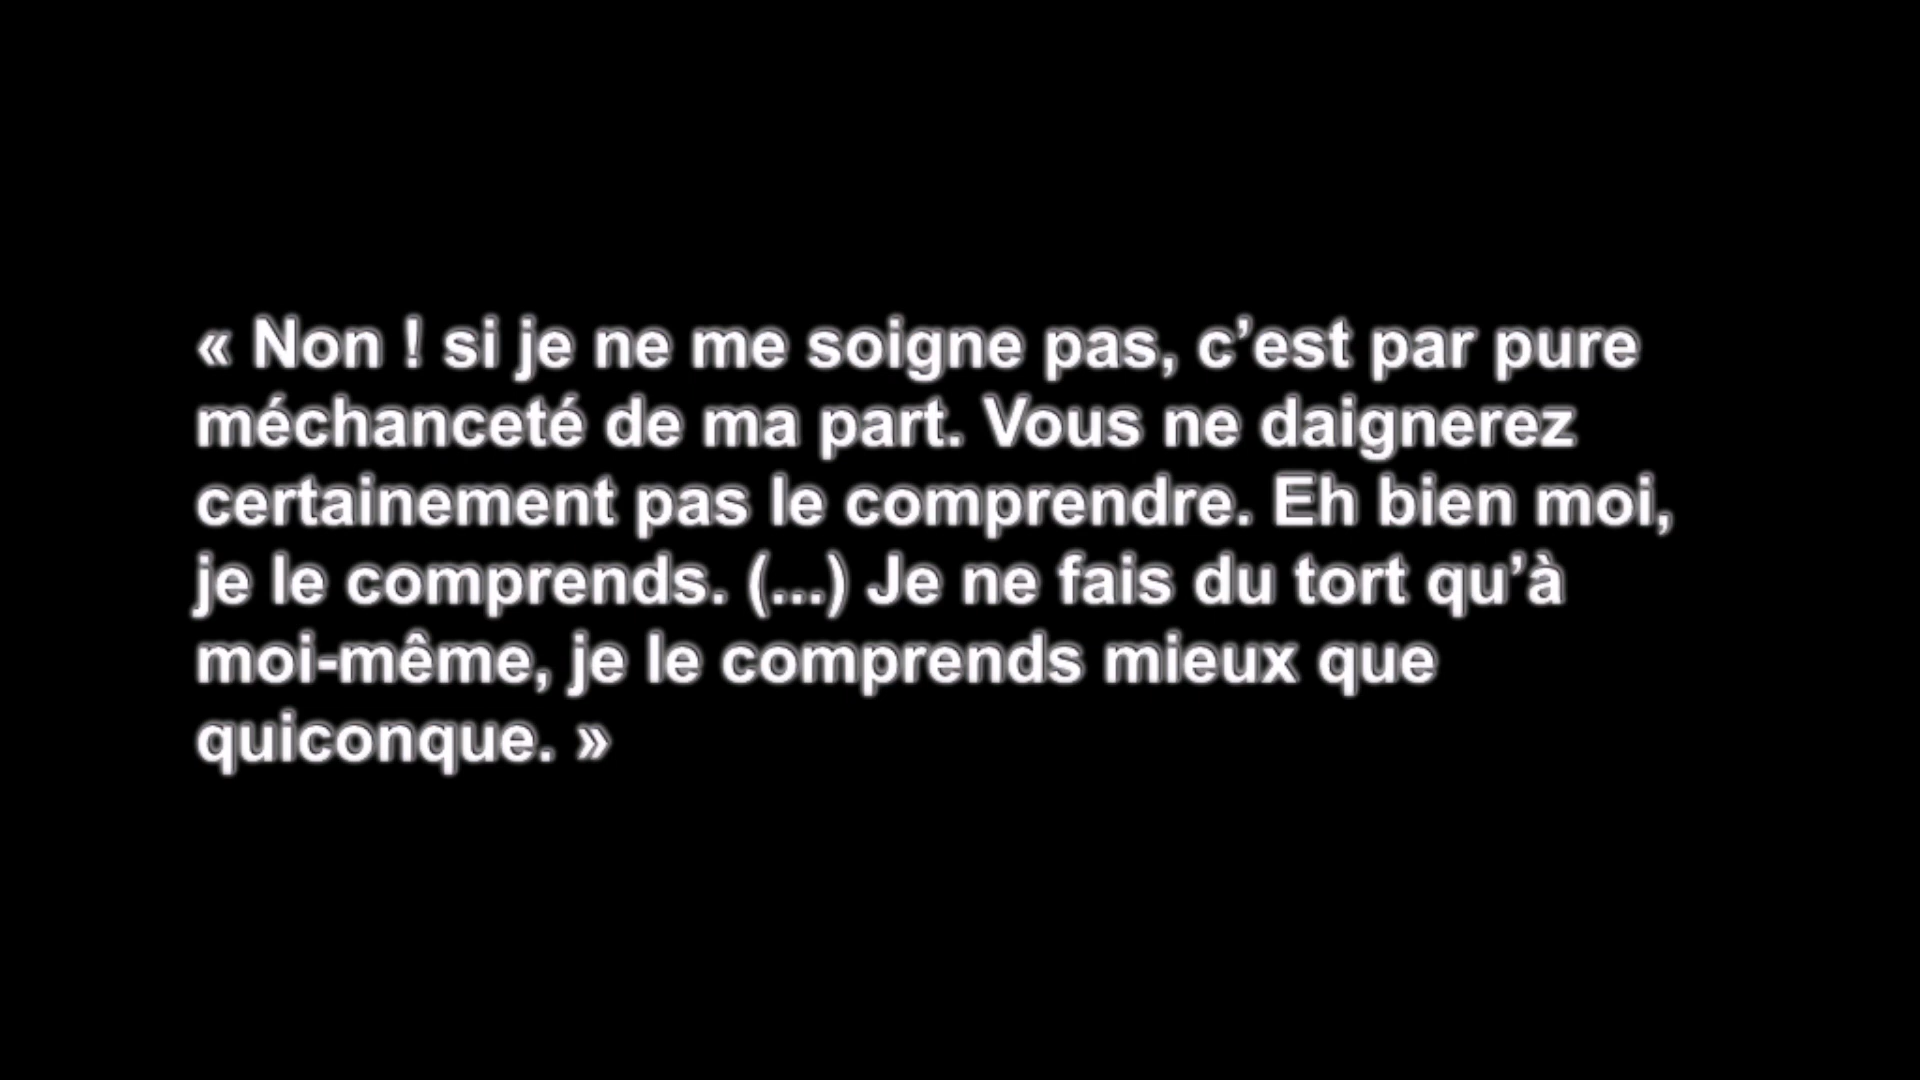 « Non ! si je ne me soigne pas, c’est par pure
méchanceté de ma part. Vous ne daignerez
certainement pas le comprendre. Eh bien moi,
je le comprends. (...) Je ne fais du tort qu’à
moi-même, je le comprends mieux que
quiconque. »